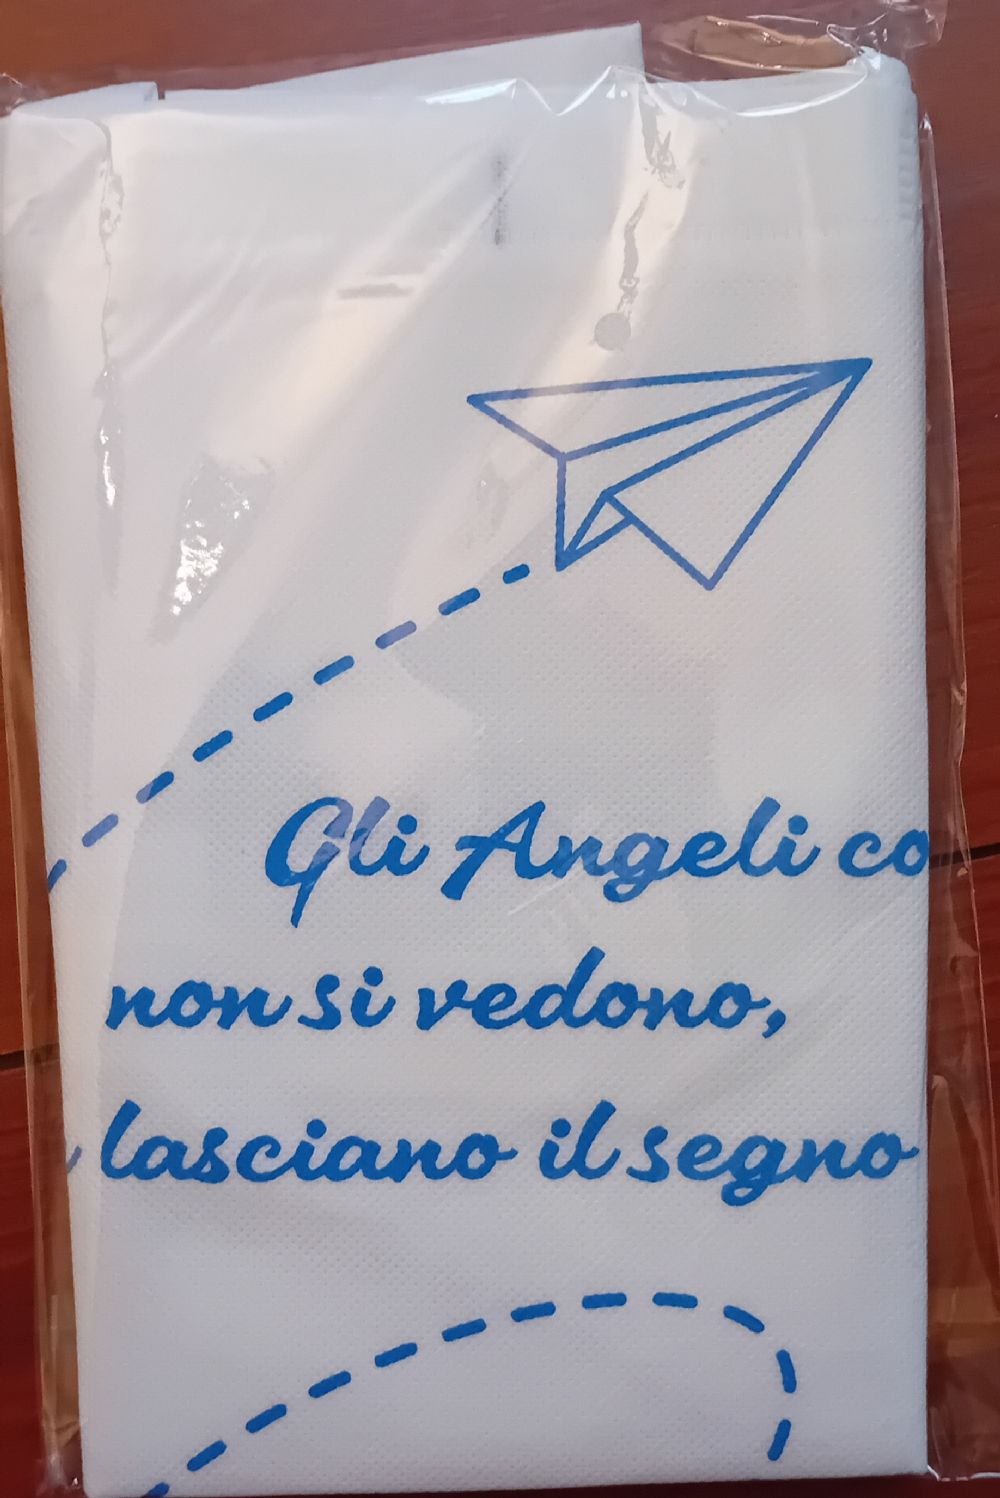 Gli Angeli co
non si vedono,
lasciano il segno